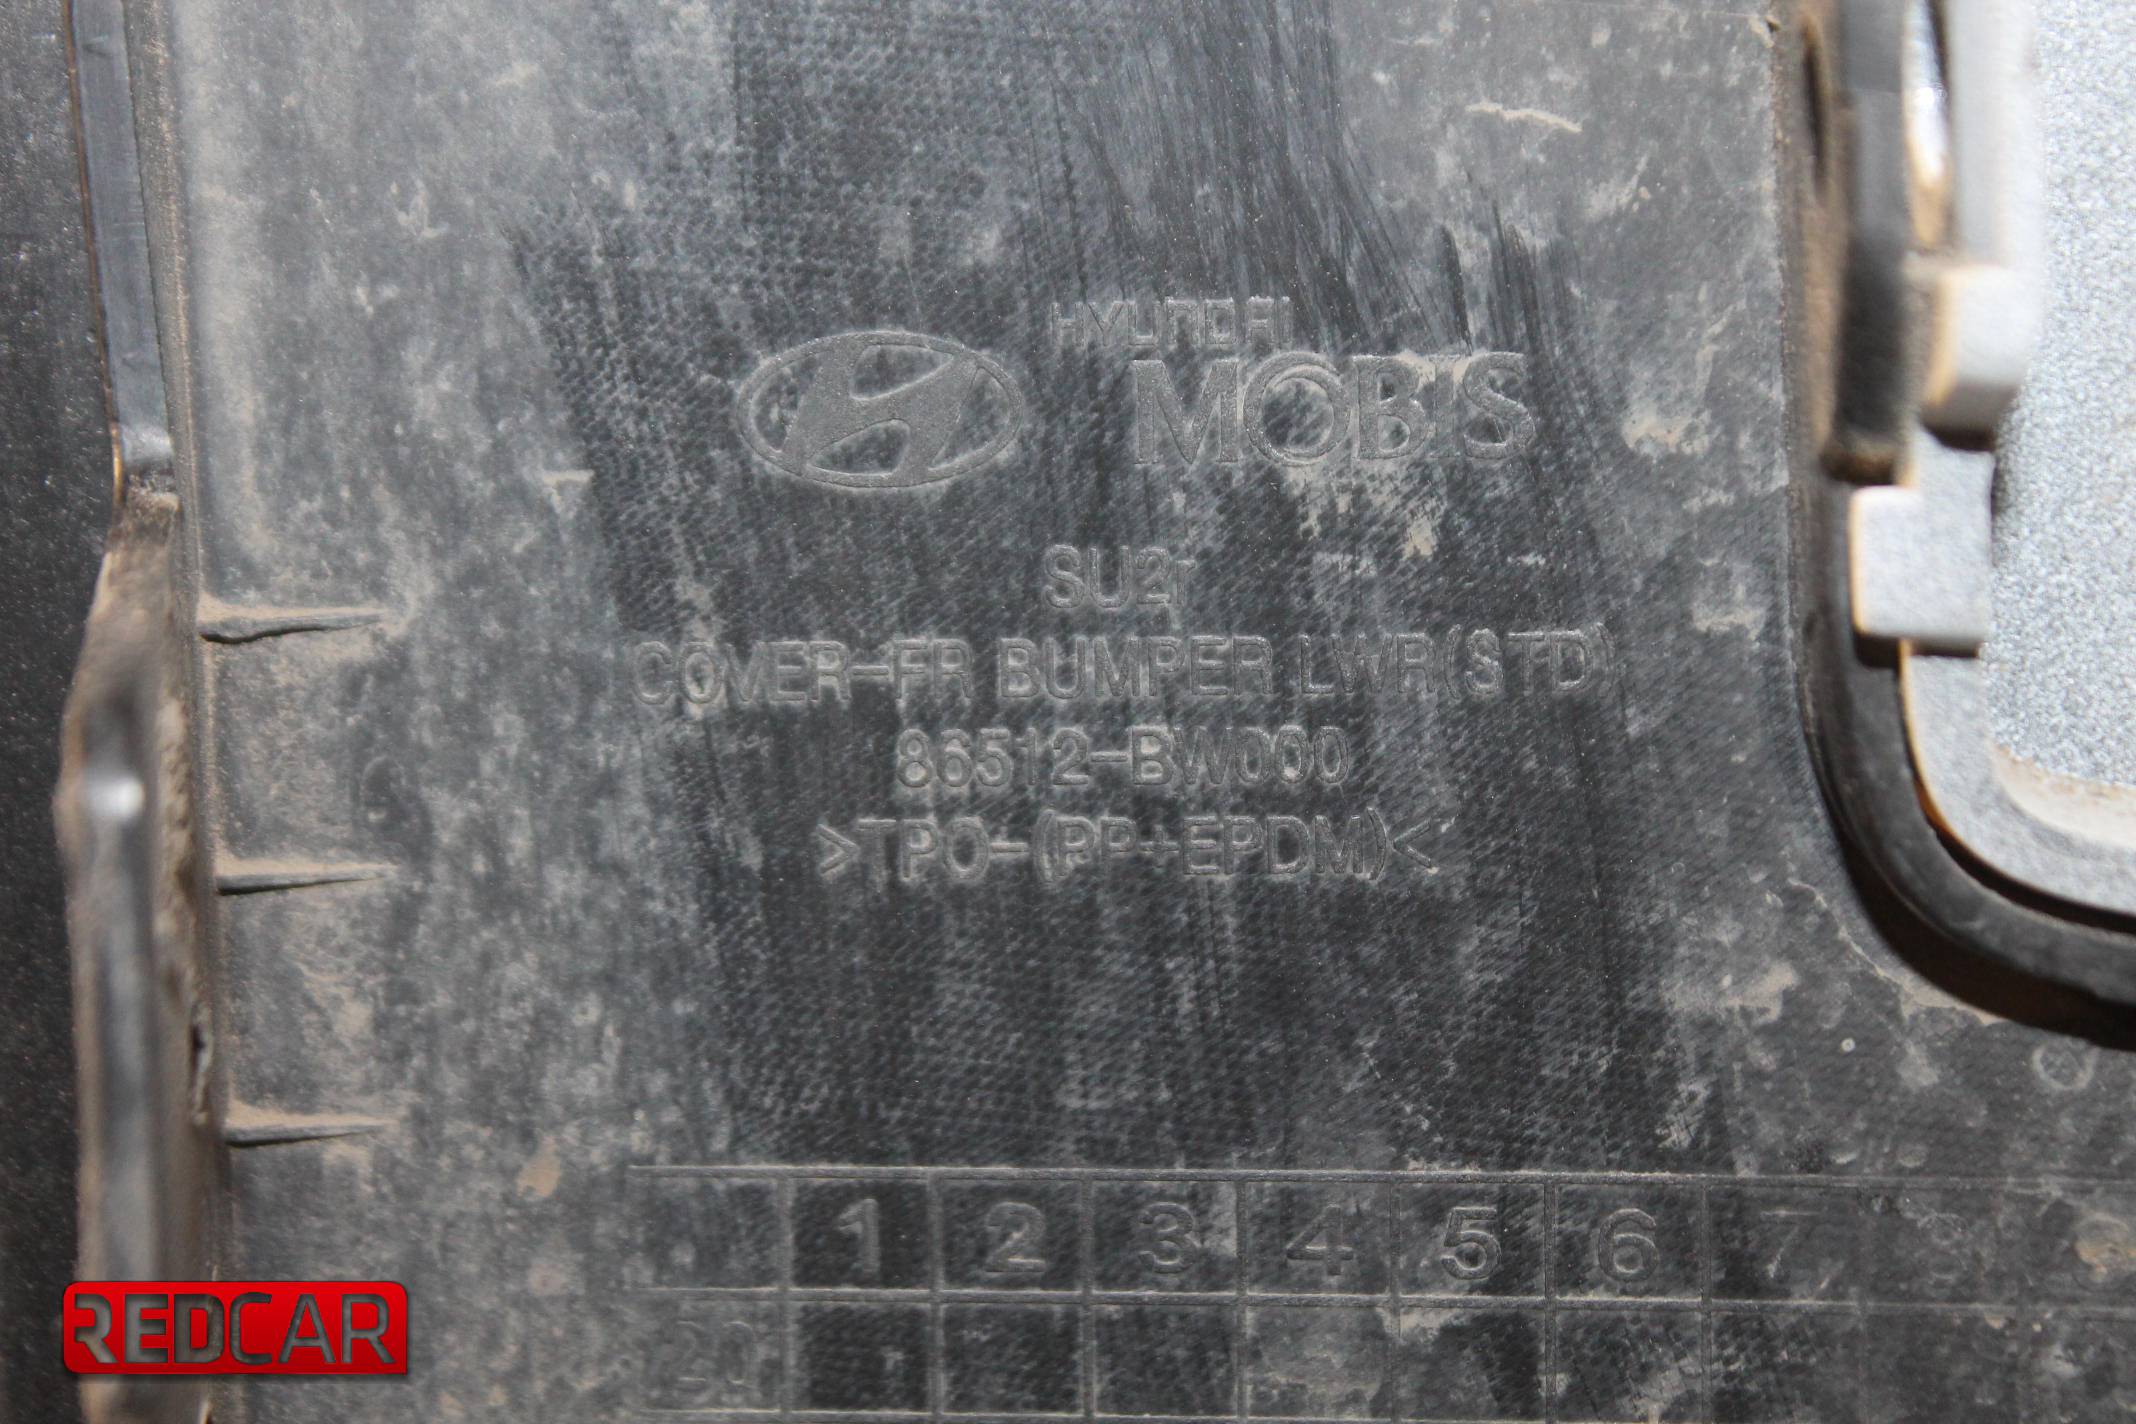 HYUNDAI
MOBIS
SU2r
COVER-FR BUMPER LWR(STD)
86512-BW000
>TPO-(PP+EPDM)<
1 2 3 4 5 6 7
REDCAR